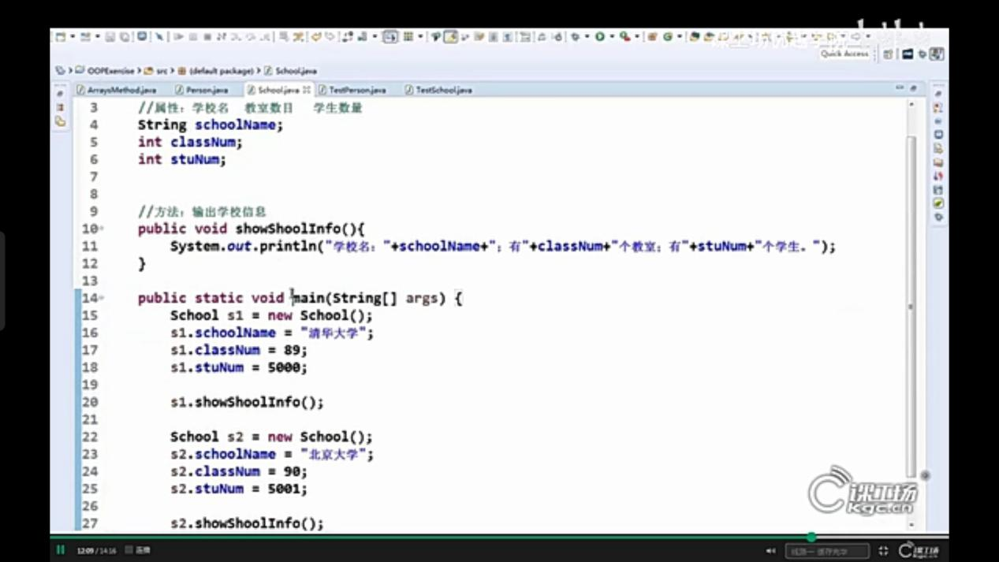 Quick Access
OOPExercise > src > (default package) > School.java
ArraysMethod.java Person.java School.java TestPerson.java TestSchool.java
3 //属性：学校名 教室数目 学生数量
4 String schoolName;
5 int classNum;
6 int stuNum;
7
8
9 //方法：输出学校信息
10 public void showShoolInfo(){
11 System.out.println("学校名："+schoolName+"；有"+classNum+"个教室；有"+stuNum+"个学生。");
12 }
13
14 public static void main(String[] args) {
15 School s1 = new School();
16 s1.schoolName = "清华大学";
17 s1.classNum = 89;
18 s1.stuNum = 5000;
19
20 s1.showShoolInfo();
21
22 School s2 = new School();
23 s2.schoolName = "北京大学";
24 s2.classNum = 90;
25 s2.stuNum = 5001;
26
27 s2.showShoolInfo();
课工场
kgc.cn
12:09 / 14:16 连播
课工场